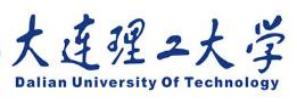 大连理工大学
Dalian University Of Technology